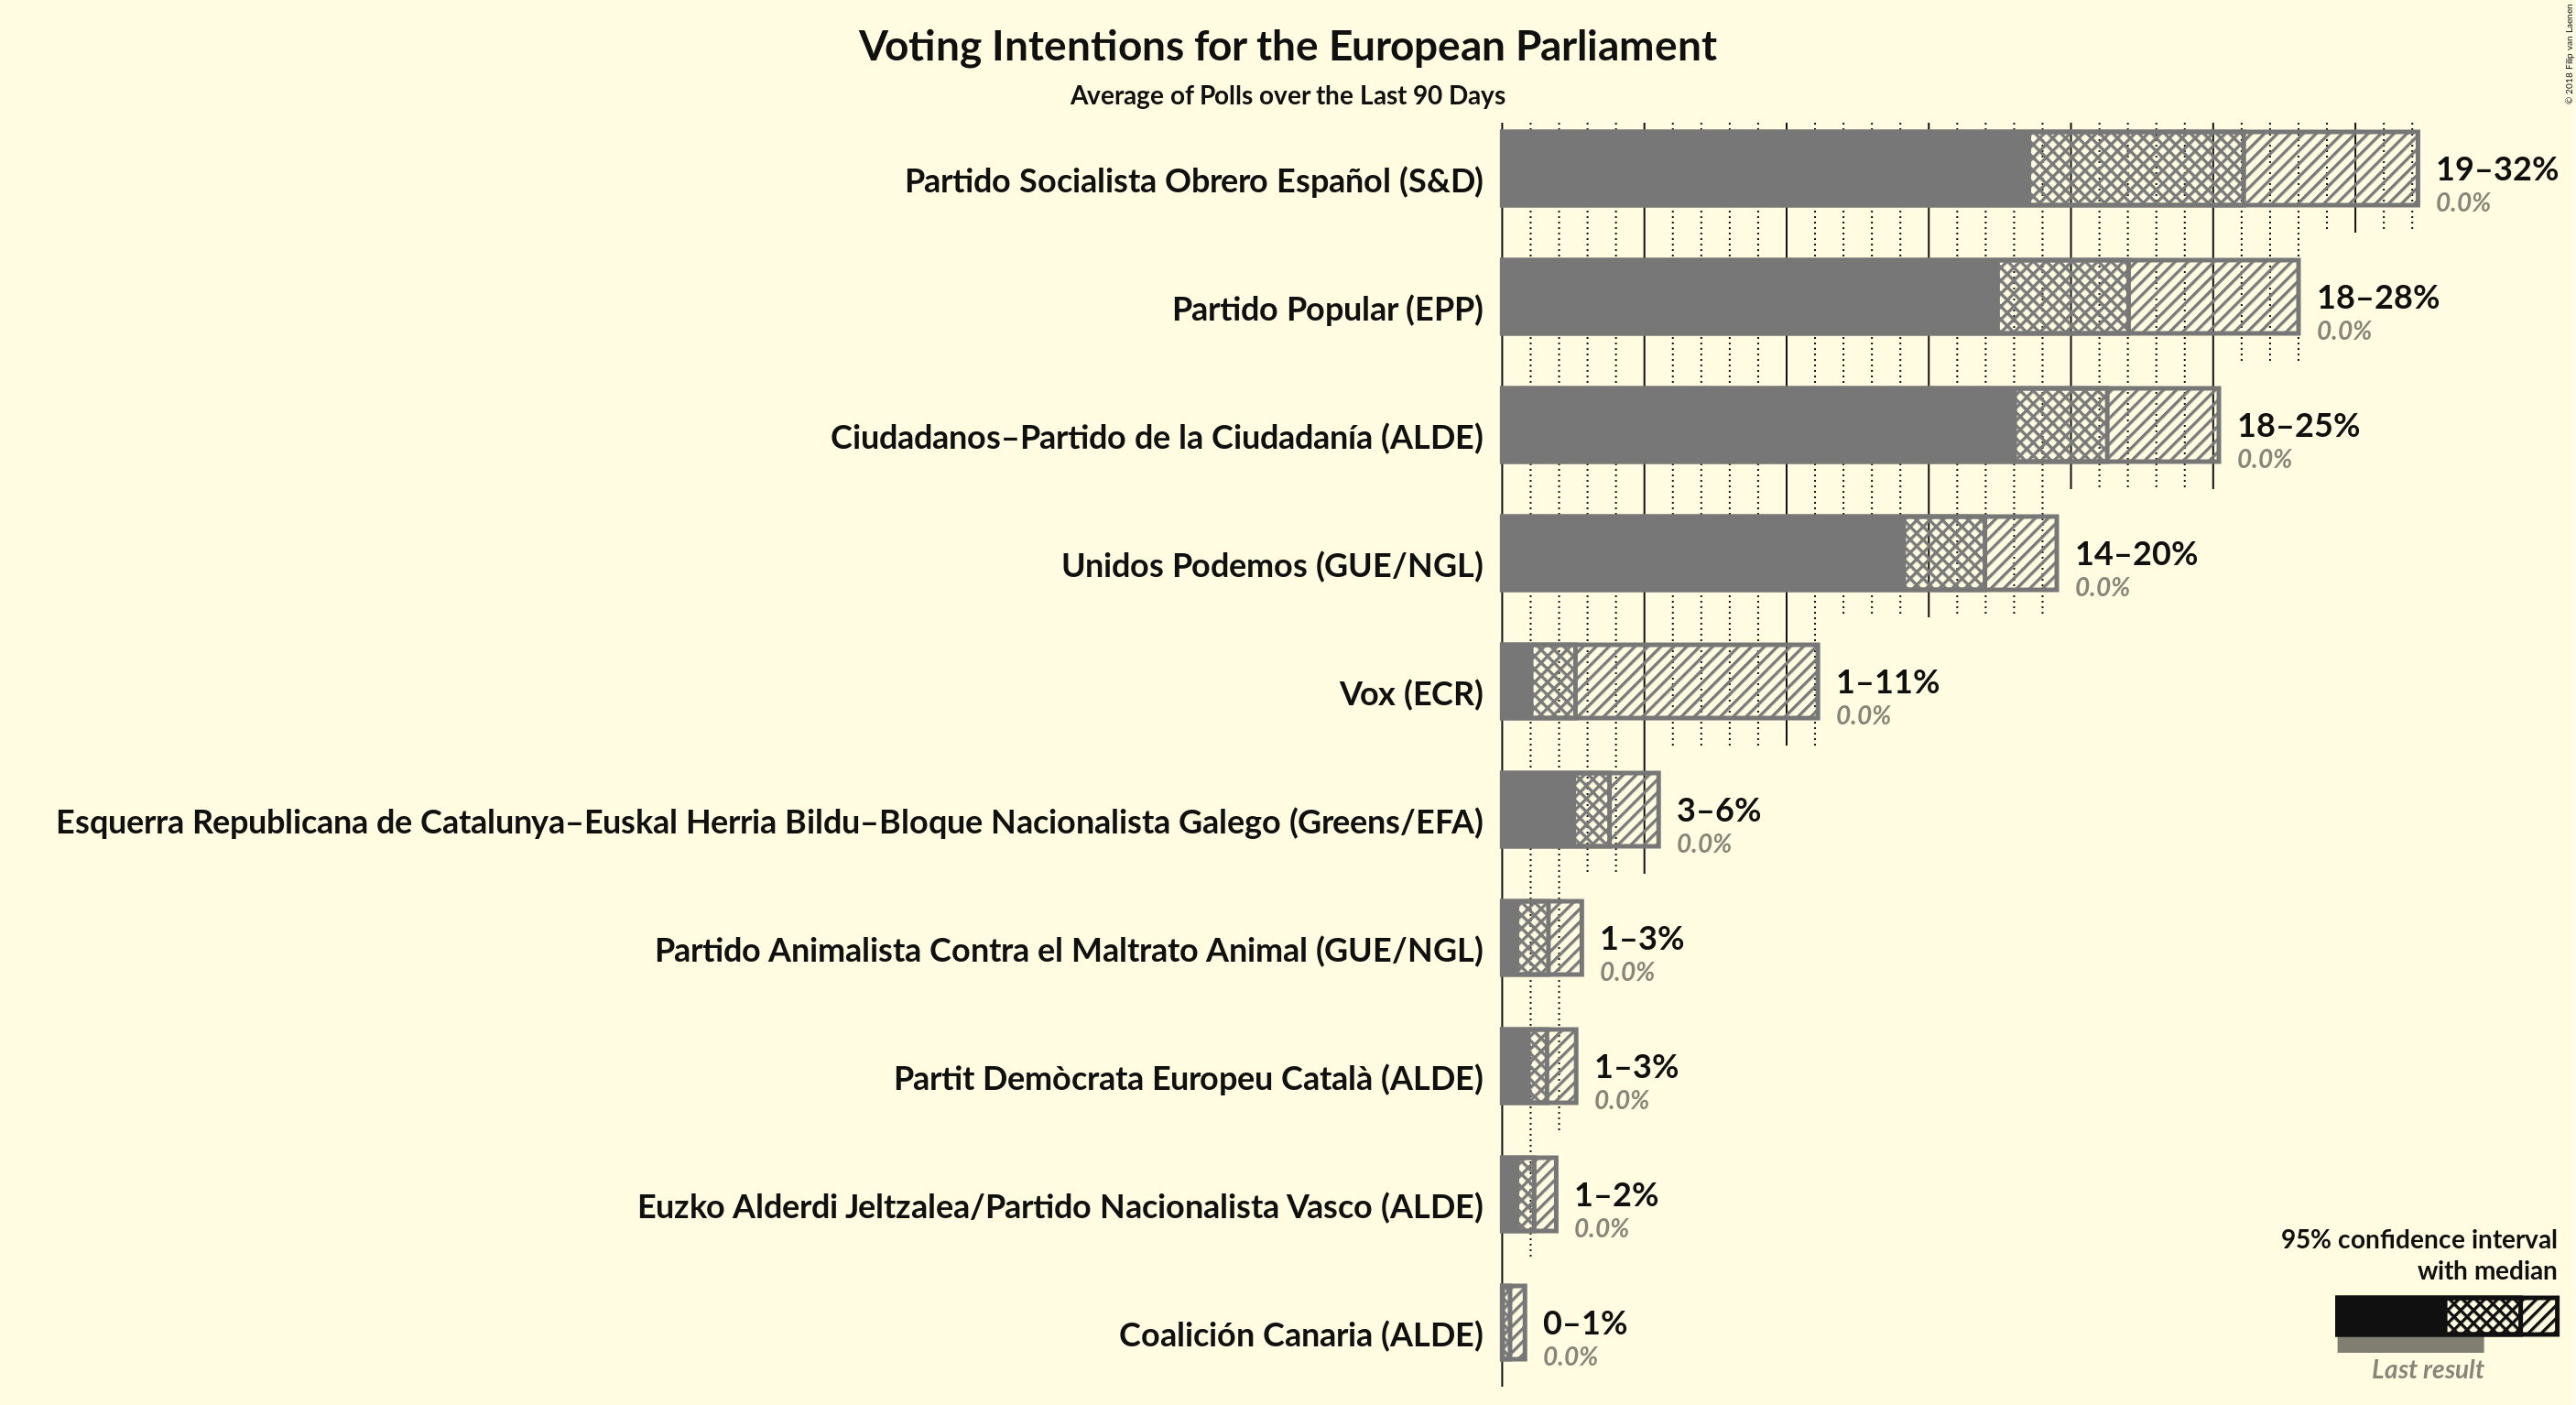 Voting Intentions for the European Parliament
Average of Polls over the Last 90 Days
© 2018 Filip van Laenen
Partido Socialista Obrero Español (S&D)
19–32%
0.0%
Partido Popular (EPP)
18–28%
0.0%
Ciudadanos–Partido de la Ciudadanía (ALDE)
18–25%
0.0%
Unidos Podemos (GUE/NGL)
14–20%
0.0%
Vox (ECR)
1–11%
0.0%
Esquerra Republicana de Catalunya–Euskal Herria Bildu–Bloque Nacionalista Galego (Greens/EFA)
3–6%
0.0%
Partido Animalista Contra el Maltrato Animal (GUE/NGL)
1–3%
0.0%
Partit Demòcrata Europeu Català (ALDE)
1–3%
0.0%
Euzko Alderdi Jeltzalea/Partido Nacionalista Vasco (ALDE)
1–2%
0.0%
Coalición Canaria (ALDE)
0–1%
0.0%
95% confidence interval
with median
Last result